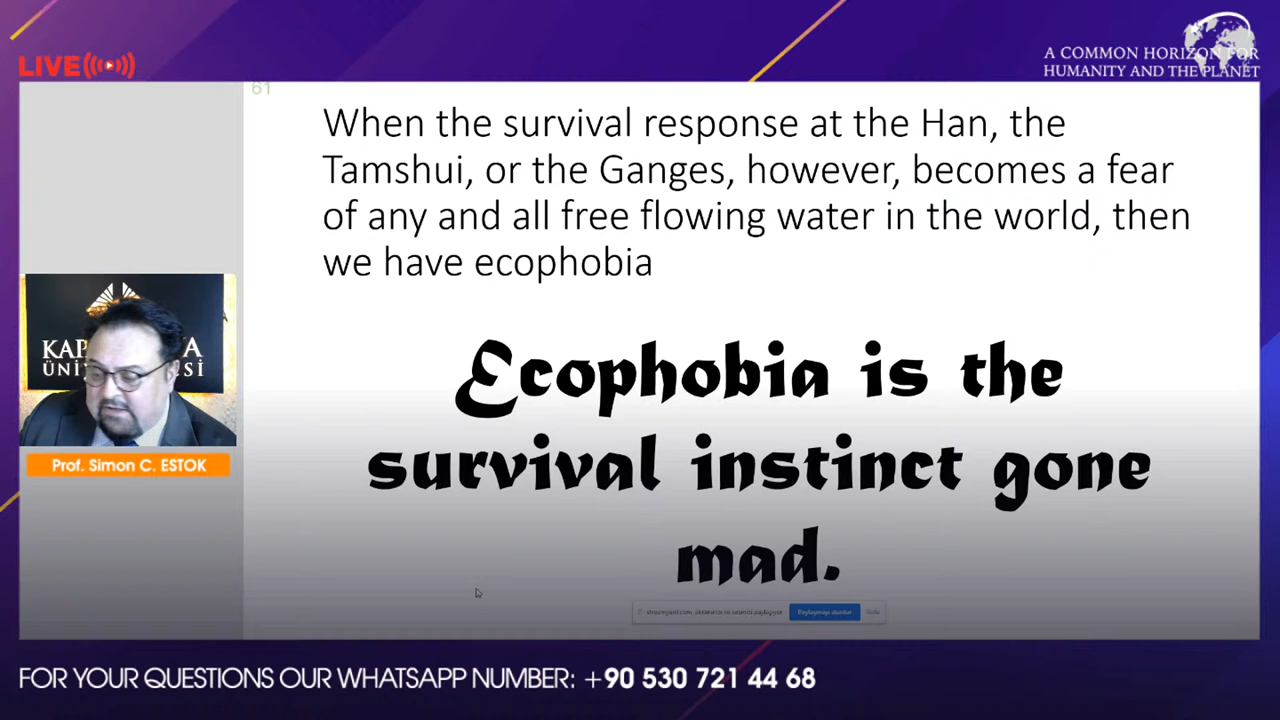 LIVE
A COMMON HORIZON FOR
HUMANITY AND THE PLANET
61
When the survival response at the Han, the
Tamshui, or the Ganges, however, becomes a fear
of any and all free flowing water in the world, then
we have ecophobia
Ecophobia is the
survival instinct gone
mad.
Prof. Simon C. ESTOK
Paylaşmayı durdur
FOR YOUR QUESTIONS OUR WHATSAPP NUMBER: +90 530 721 44 68